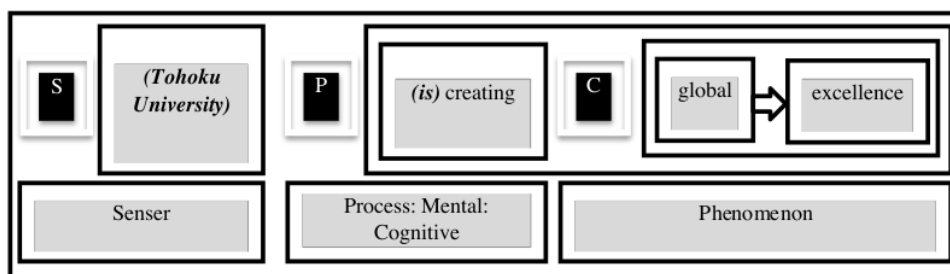 S
(Tohoku
University)
P
(is) creating
C
global
excellence
Senser
Process: Mental:
Cognitive
Phenomenon